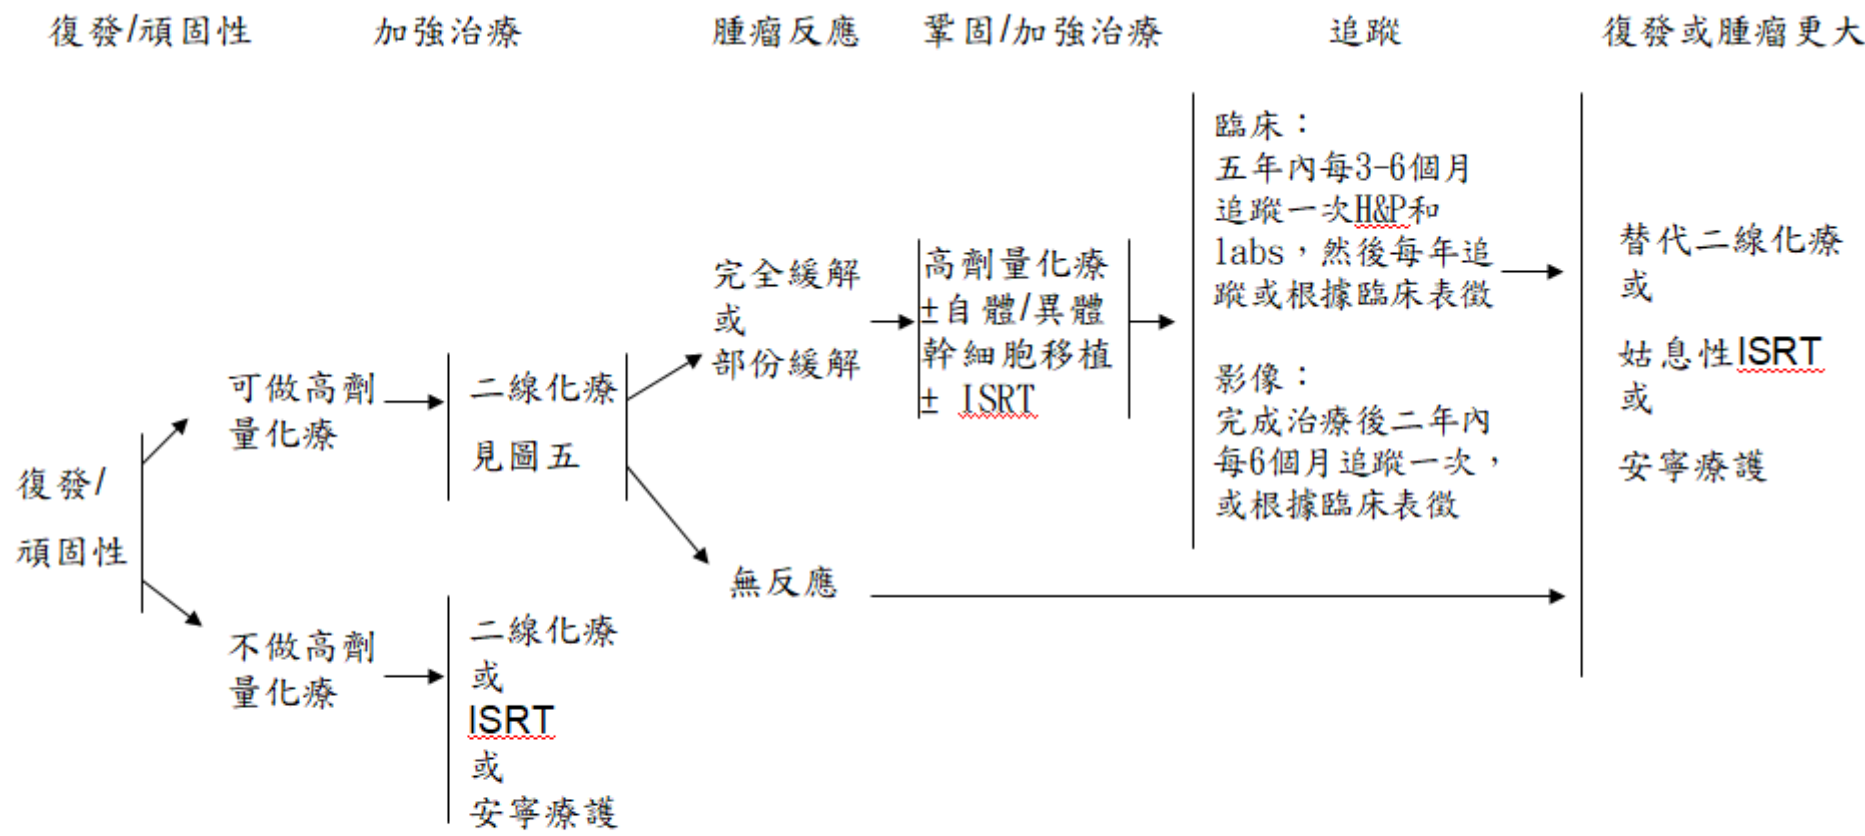 復發/頑固性
加強治療
腫瘤反應
鞏固/加強治療
追蹤
復發或腫瘤更大
復發/
頑固性
可做高劑
量化療
二線化療
見圖五
完全緩解
或
部份緩解
高劑量化療
±自體/異體
幹細胞移植
± ISRT
臨床：
五年內每3-6個月
追蹤一次H&P和
labs，然後每年追
蹤或根據臨床表徵
影像：
完成治療後二年內
每6個月追蹤一次，
或根據臨床表徵
替代二線化療
或
姑息性ISRT
或
安寧療護
無反應
不做高劑
量化療
二線化療
或
ISRT
或
安寧療護